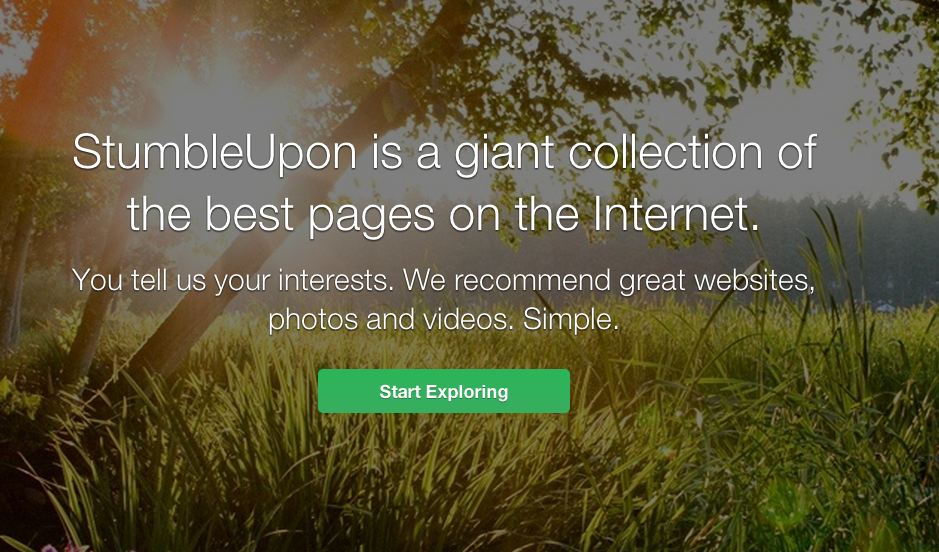 StumbleUpon is a giant collection of
the best pages on the Internet.
You tell us your interests. We recommend great websites,
photos and videos. Simple.
Start Exploring